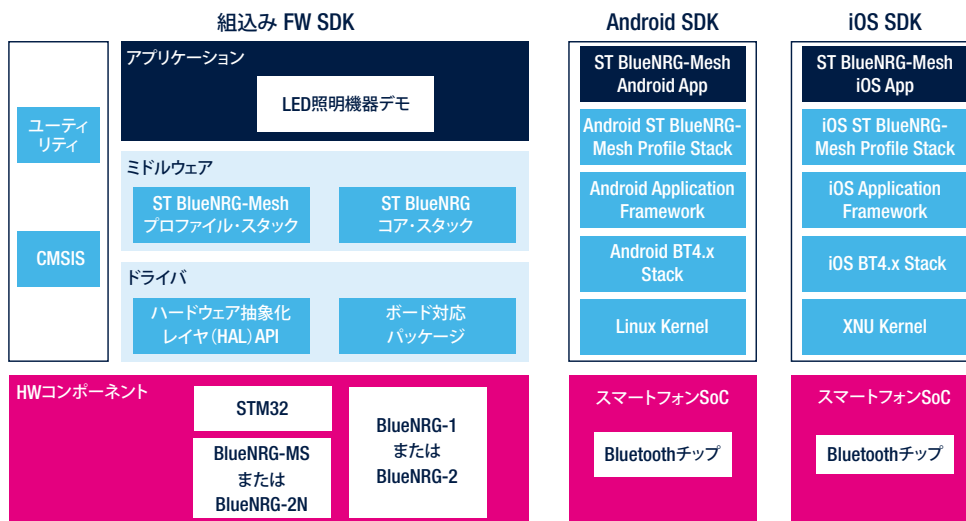 組込み FW SDK
ユーティ
リティ
CMSIS
アプリケーション
LED照明機器デモ
ミドルウェア
ST BlueNRG-Mesh
プロファイル・スタック
ST BlueNRG
コア・スタック
ドライバ
ハードウェア抽象化
レイヤ(HAL)API
ボード対応
パッケージ
HWコンポーネント
STM32
BlueNRG-MS
または
BlueNRG-2N
BlueNRG-1
または
BlueNRG-2
Android SDK
ST BlueNRG-Mesh
Android App
Android ST BlueNRG-
Mesh Profile Stack
Android Application
Framework
Android BT4.x
Stack
Linux Kernel
スマートフォンSoC
Bluetoothチップ
iOS SDK
ST BlueNRG-Mesh
iOS App
iOS ST BlueNRG-
Mesh Profile Stack
iOS Application
Framework
iOS BT4.x Stack
XNU Kernel
スマートフォンSoC
Bluetoothチップ